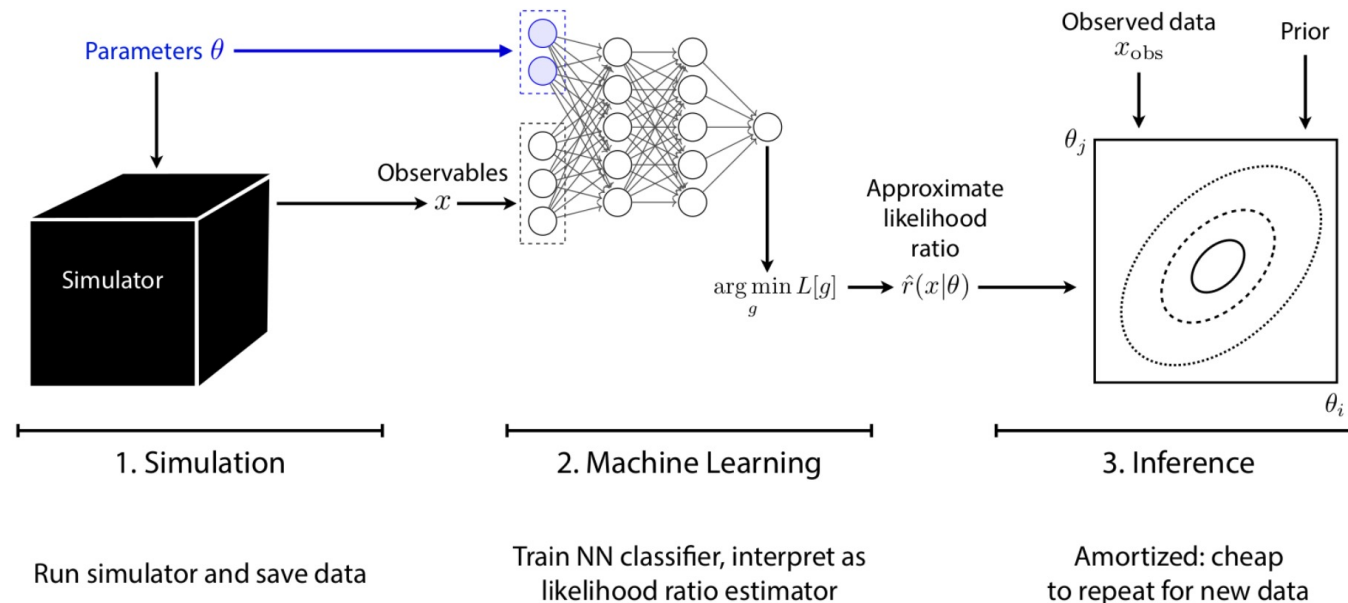 Parameters θ
Simulator
Observables
x
arg min L[g]
g
Approximate
likelihood
ratio
r̂(x|θ)
Observed data
x_obs
Prior
θ_j
θ_i
1. Simulation
2. Machine Learning
3. Inference
Run simulator and save data
Train NN classifier, interpret as
likelihood ratio estimator
Amortized: cheap
to repeat for new data